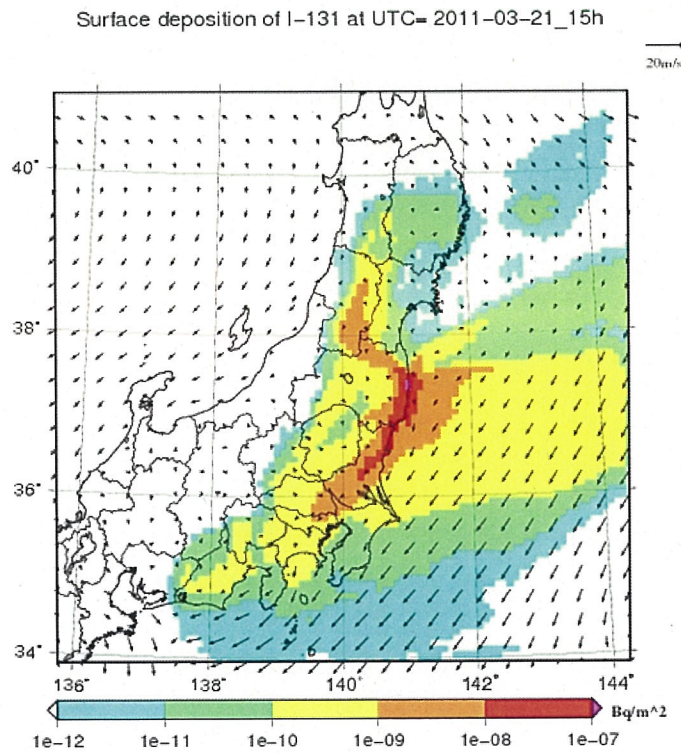 Surface deposition of I-131 at UTC= 2011-03-21_15h
20m/s
40°
38°
36°
34°
136° 138° 140° 142° 144°
Bq/m^2
1e-12 1e-11 1e-10 1e-09 1e-08 1e-07